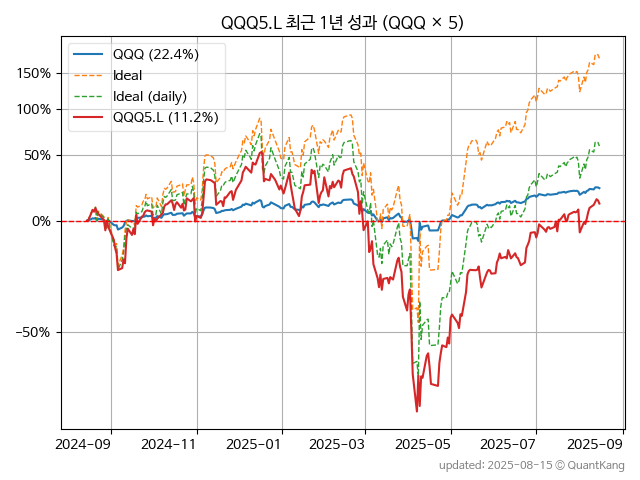 QQQ5.L 최근 1년 성과 (QQQ × 5)
QQQ (22.4%)
Ideal
Ideal (daily)
QQQ5.L (11.2%)
150%
100%
50%
0%
−50%
2024-09 2024-11 2025-01 2025-03 2025-05 2025-07 2025-09
updated: 2025-08-15 © QuantKang